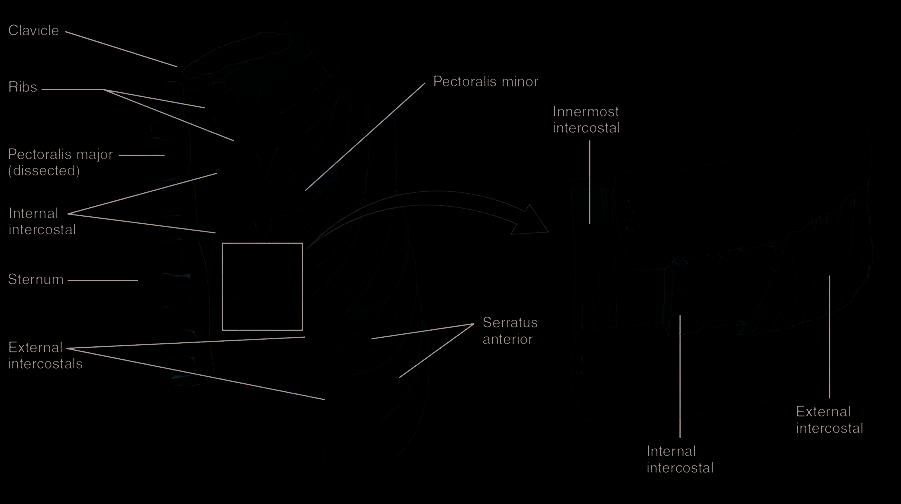 Clavicle
Ribs
Pectoralis major
(dissected)
Internal
intercostal
Sternum
External
intercostals
Pectoralis minor
Serratus
anterior
Innermost
intercostal
Internal
intercostal
External
intercostal